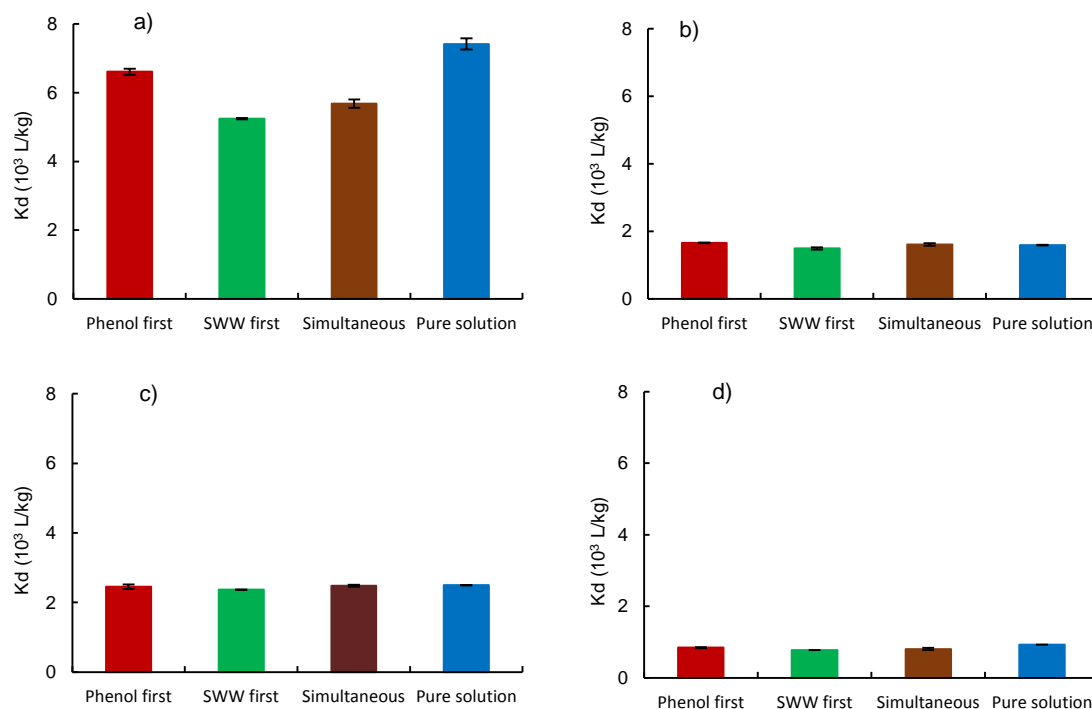 a)
Kd (10³ L/kg)
8
6
4
2
0
Phenol first SWW first Simultaneous Pure solution
b)
Kd (10³ L/kg)
8
6
4
2
0
Phenol first SWW first Simultaneous Pure solution
c)
Kd (10³ L/kg)
8
6
4
2
0
Phenol first SWW first Simultaneous Pure solution
d)
Kd (10³ L/kg)
8
6
4
2
0
Phenol first SWW first Simultaneous Pure solution